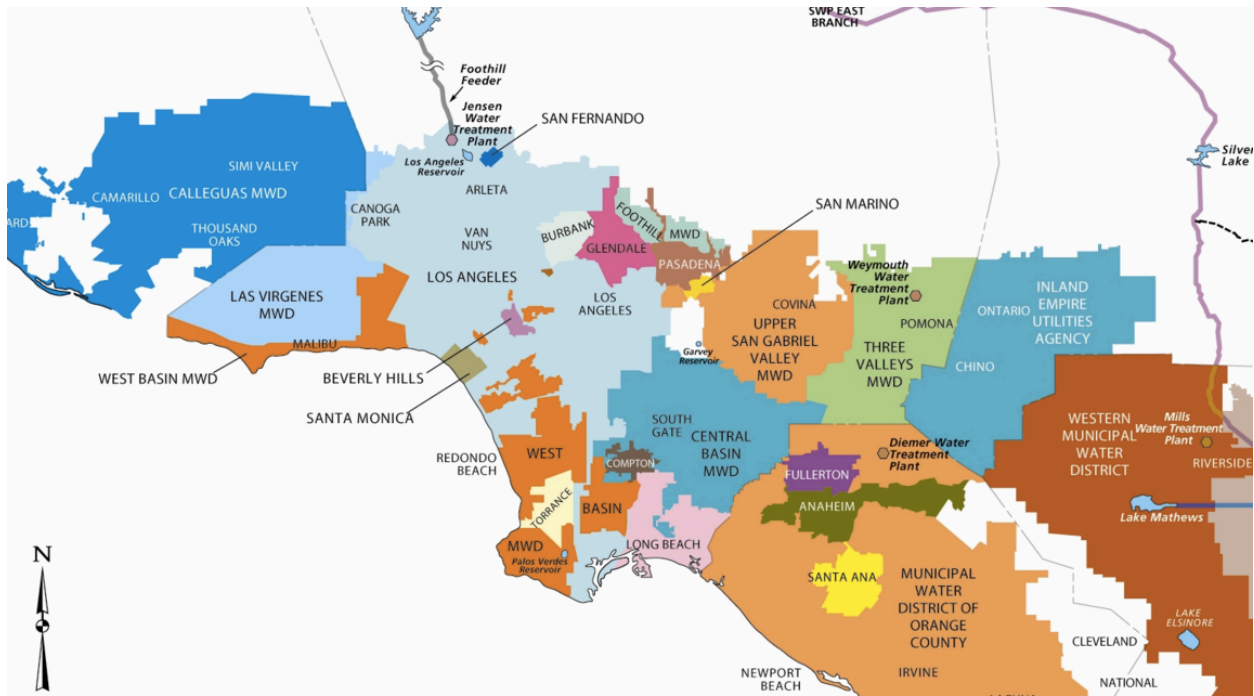 SWP EAST
BRANCH
Foothill
Feeder
Jensen
Water
Treatment
Plant
SAN FERNANDO
Los Angeles
Reservoir
Silver
Lake
SIMI VALLEY
CAMARILLO
CALLEGUAS MWD
ARD
THOUSAND
OAKS
CANOGA
PARK
ARLETA
VAN
NUYS
BURBANK
GLENDALE
FOOTHILL
MWD
PASADENA
SAN MARINO
LOS ANGELES
LOS
ANGELES
LAS VIRGENES
MWD
MALIBU
WEST BASIN MWD
BEVERLY HILLS
SANTA MONICA
Garvey
Reservoir
COVINA
UPPER
SAN GABRIEL
VALLEY
MWD
Weymouth
Water
Treatment
Plant
POMONA
THREE
VALLEYS
MWD
ONTARIO
INLAND
EMPIRE
UTILITIES
AGENCY
CHINO
REDONDO
BEACH
WEST
BASIN
MWD
TORRANCE
Palos Verdes
Reservoir
SOUTH
GATE
CENTRAL
BASIN
MWD
COMPTON
LONG BEACH
FULLERTON
Diemer Water
Treatment
Plant
ANAHEIM
SANTA ANA
MUNICIPAL
WATER
DISTRICT OF
ORANGE
COUNTY
WESTERN
MUNICIPAL
WATER
DISTRICT
Mills
Water Treatment
Plant
RIVERSIDE
Lake Mathews
LAKE
ELSINORE
CLEVELAND
NATIONAL
NEWPORT
BEACH
IRVINE
N